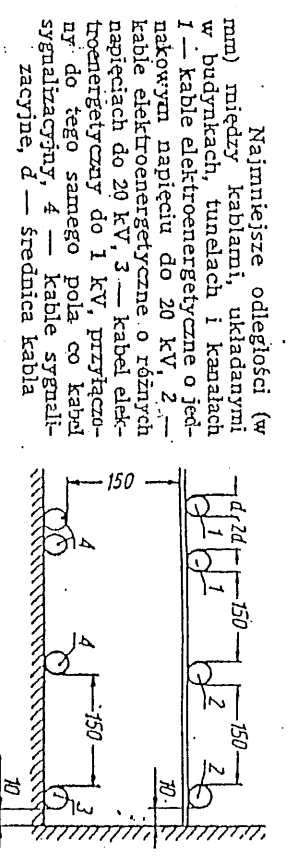 Najmniejsze odległości (w
mm) między kablami, układanymi
w budynkach, tunelach i kanałach
1 — kable elektroenergetyczne o jed-
nakowym napięciu do 20 kV, 2 —
kable elektroenergetyczne o różnych
napięciach do 20 kV, 3 — kabel elek-
troenergetyczny do 1 kV, przyłączo-
ny do tego samego pola co kabel
sygnalizacyjny, 4 — kable sygnali-
zacyjne, d — średnica kabla
d 2d 150 150
1 1 2 2
10
150
4 4 150 3
10